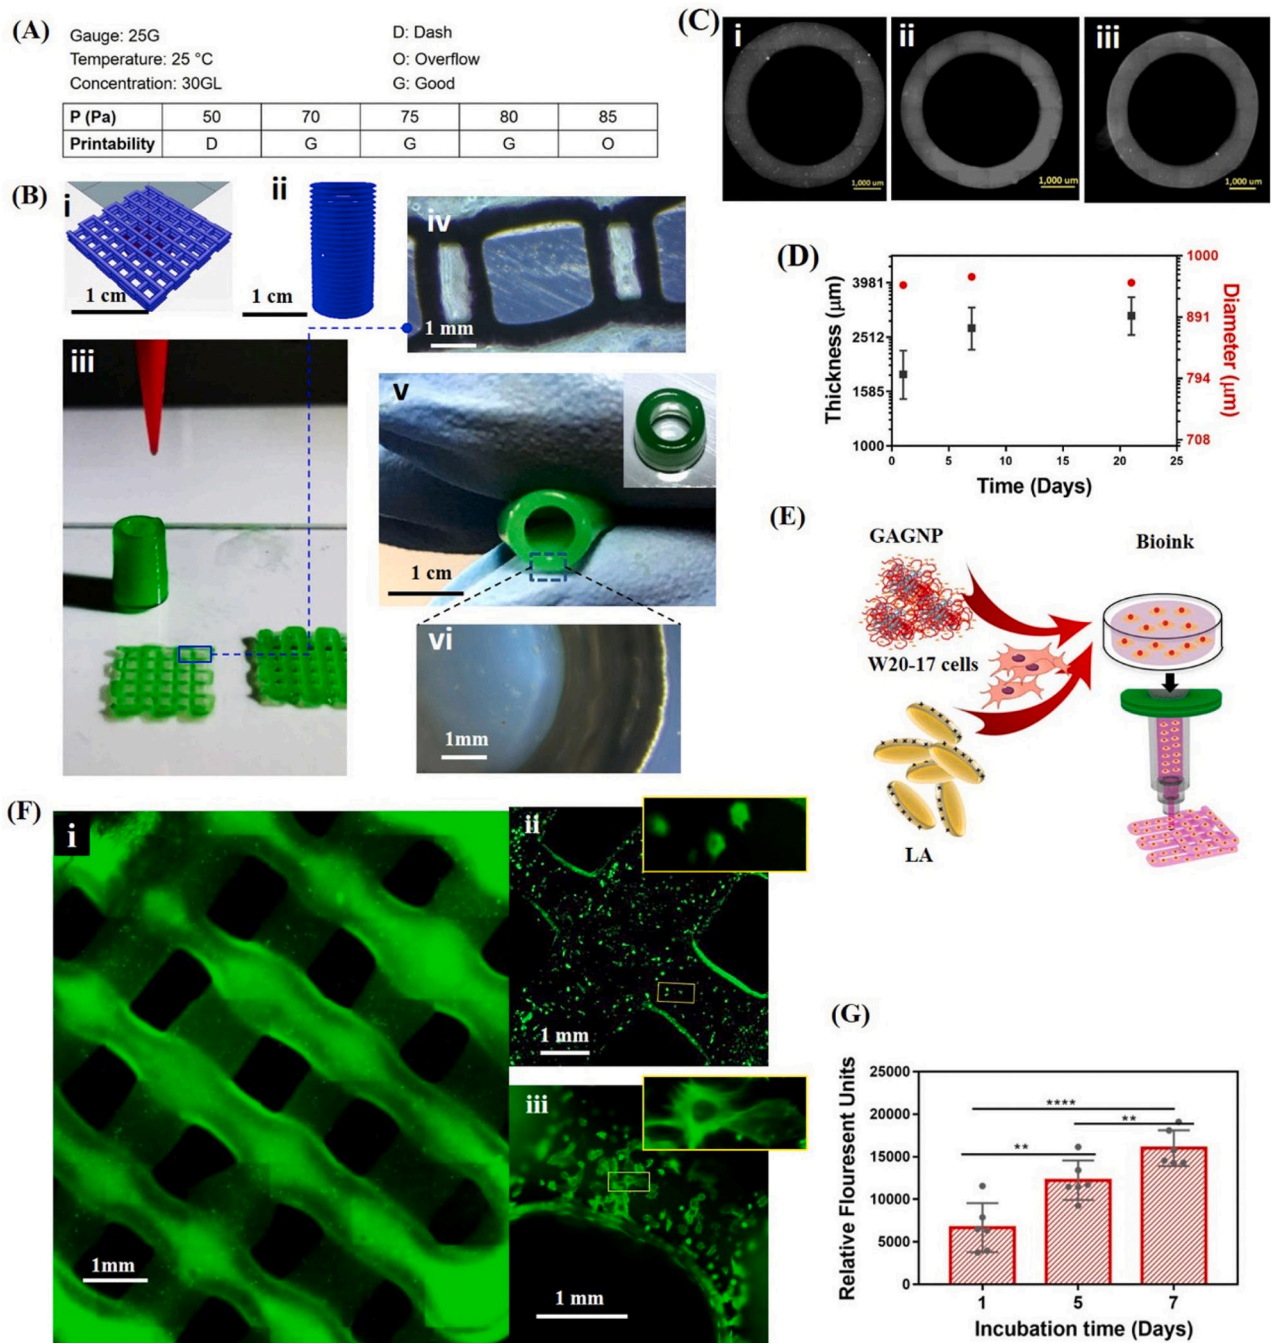 (A)
Gauge: 25G
Temperature: 25 °C
Concentration: 30GL
D: Dash
O: Overflow
G: Good
P (Pa) 50 70 75 80 85
Printability D G G G O
(B)
i
1 cm
ii
1 cm
iii
iv
1 mm
v
1 cm
vi
1mm
(C)
i
1,000 um
ii
1,000 um
iii
1,000 um
(D)
Thickness (μm)
3981
2512
1585
1000
0 5 10 15 20 25
Time (Days)
1000
891
794
708
Diameter (μm)
(E)
GAGNP
Bioink
W20-17 cells
LA
(F)
i
1mm
ii
1 mm
iii
1 mm
(G)
Relative Flouresent Units
25000
20000
15000
10000
5000
0
****
**
**
1 5 7
Incubation time (Days)